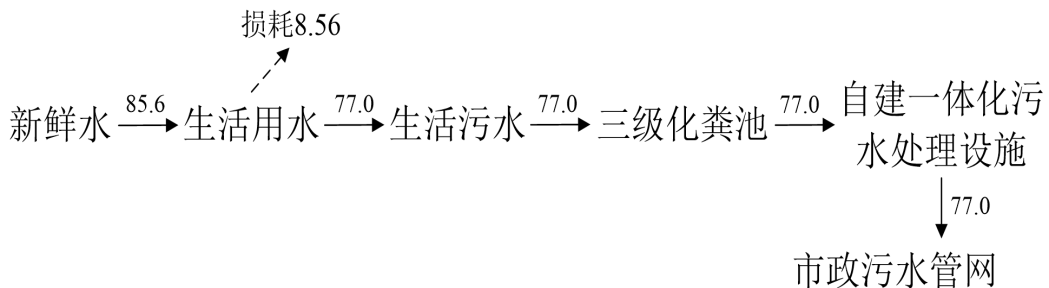 损耗8.56
新鲜水 85.6 生活用水 77.0 生活污水 77.0 三级化粪池 77.0 自建一体化污
水处理设施
77.0
市政污水管网